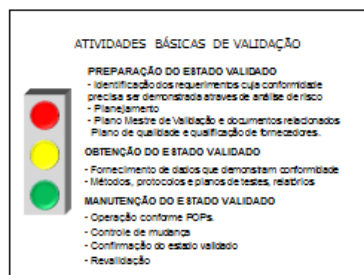 ATIVIDADES BÁSICAS DE VALIDAÇÃO
PREPARAÇÃO DO ESTADO VALIDADO
- Identificação dos requerimentos cuja conformidade
precisa ser demonstrada atraves de análise de risco
- Planejamento
- Plano Mestre de Validação e documentos relacionados
Plano de qualidade e qualificação de fornecedores.
OBTENÇÃO DO ESTADO VALIDADO
- Fornecimento de dados que demonstram conformidade
- Métodos, protocolos e planos de testes, relatórios
MANUTENÇÃO DO ESTADO VALIDADO
- Operação conforme POPs.
- Controle de mudança
- Confirmação do estado validado
- Revalidação